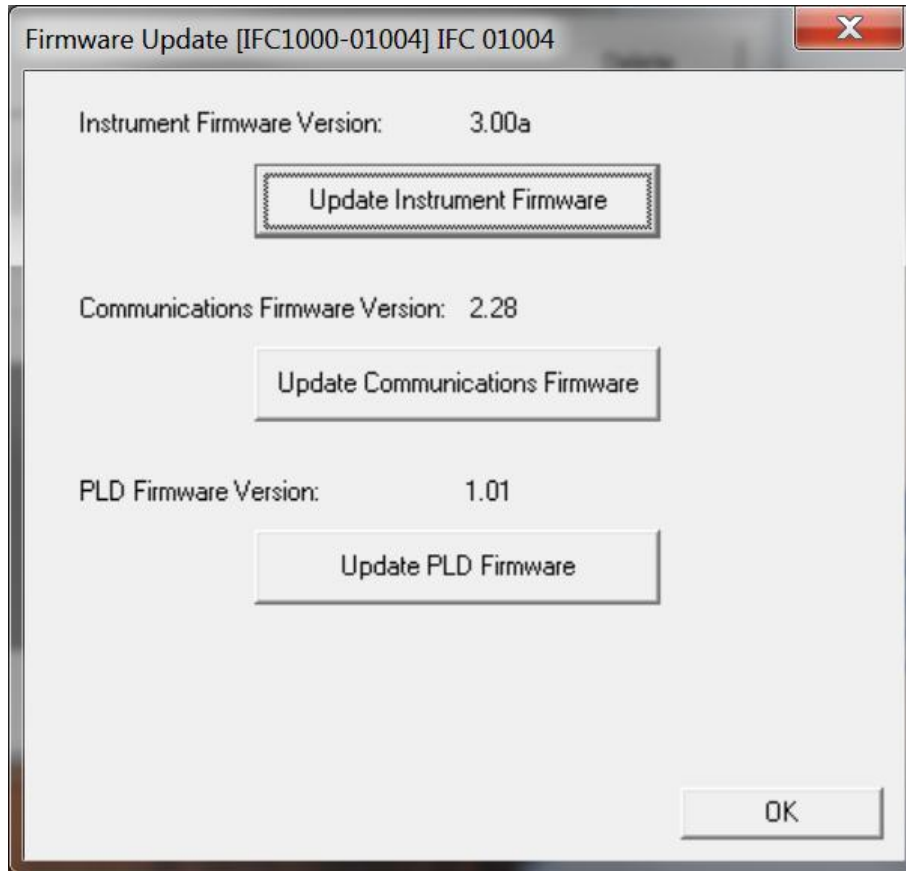 Firmware Update [IFC1000-01004] IFC 01004
Instrument Firmware Version: 3.00a
Update Instrument Firmware
Communications Firmware Version: 2.28
Update Communications Firmware
PLD Firmware Version: 1.01
Update PLD Firmware
OK